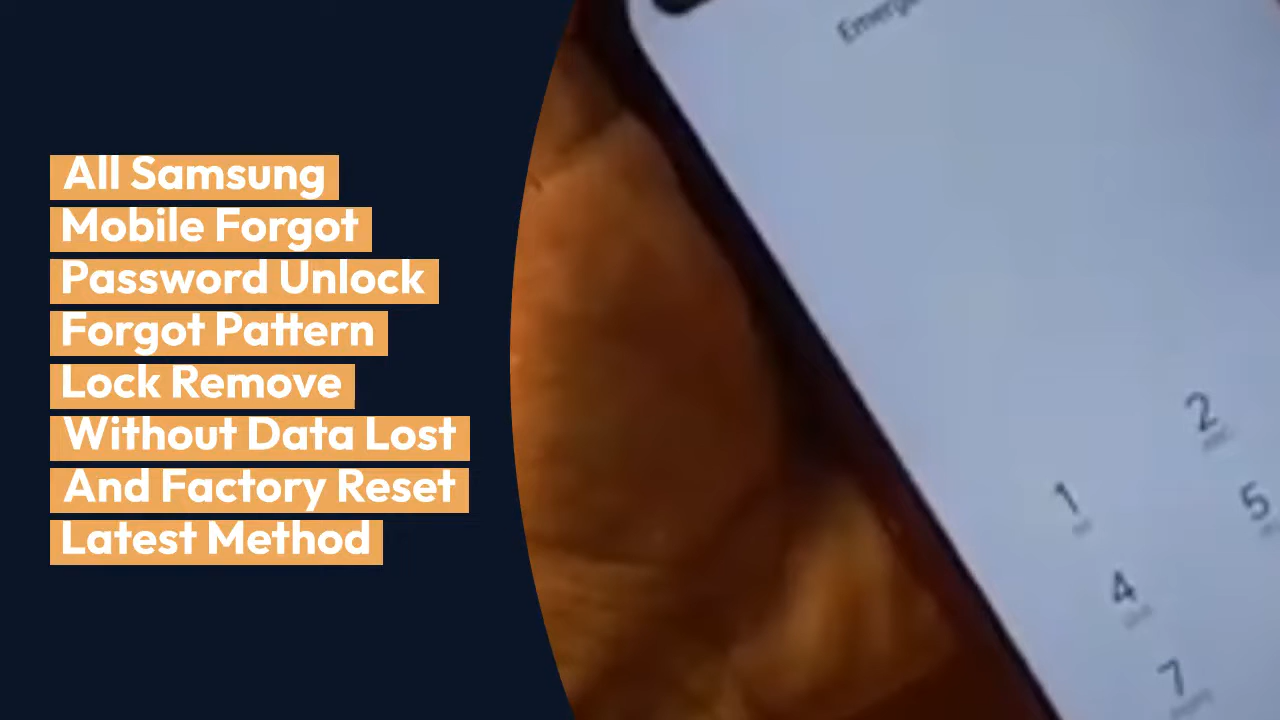 All Samsung
Mobile Forgot
Password Unlock
Forgot Pattern
Lock Remove
Without Data Lost
And Factory Reset
Latest Method
1
2
4
5
7